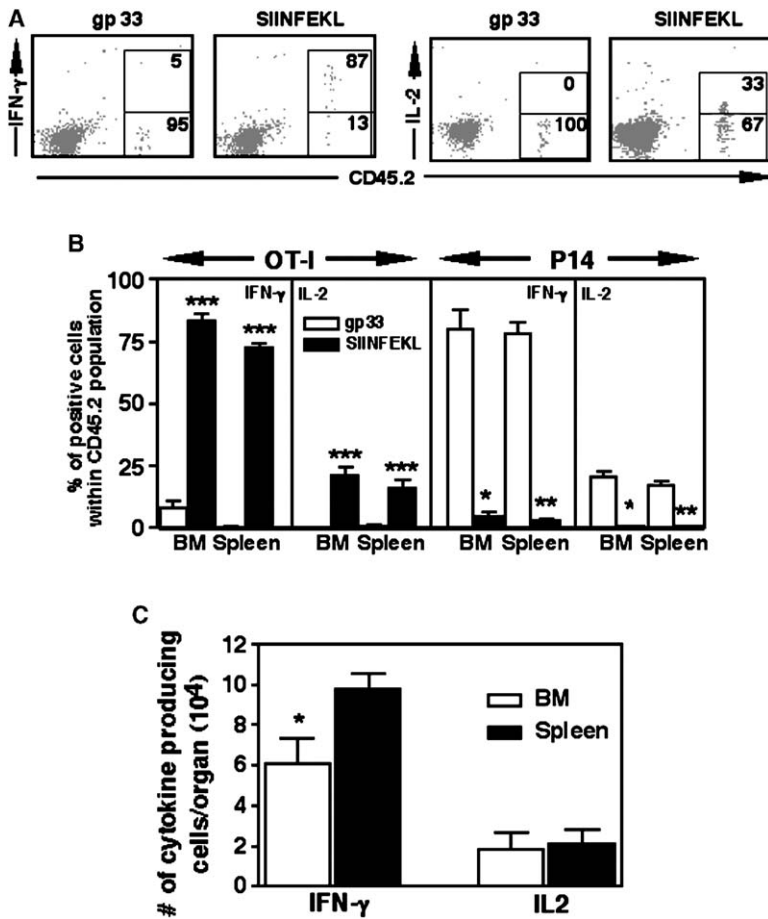 A
gp 33 SIINFEKL gp 33 SIINFEKL
IFN-γ
5
95
87
13
IL-2
0
100
33
67
CD45.2
B
OT-I P14
% of positive cells
within CD45.2 population
100
75
50
25
0
IFN-γ IL-2 IFN-γ IL-2
gp33
SIINFEKL
*** *** *** *** * ** * **
BM Spleen BM Spleen BM Spleen BM Spleen
C
# of cytokine producing
cells/organ (10⁴)
12
10
8
6
4
2
0
*
BM
Spleen
IFN-γ IL2